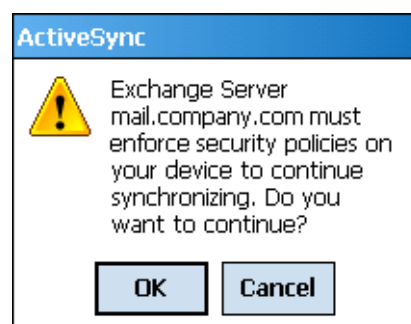 ActiveSync
Exchange Server
mail.company.com must
enforce security policies on
your device to continue
synchronizing. Do you
want to continue?
OK
Cancel